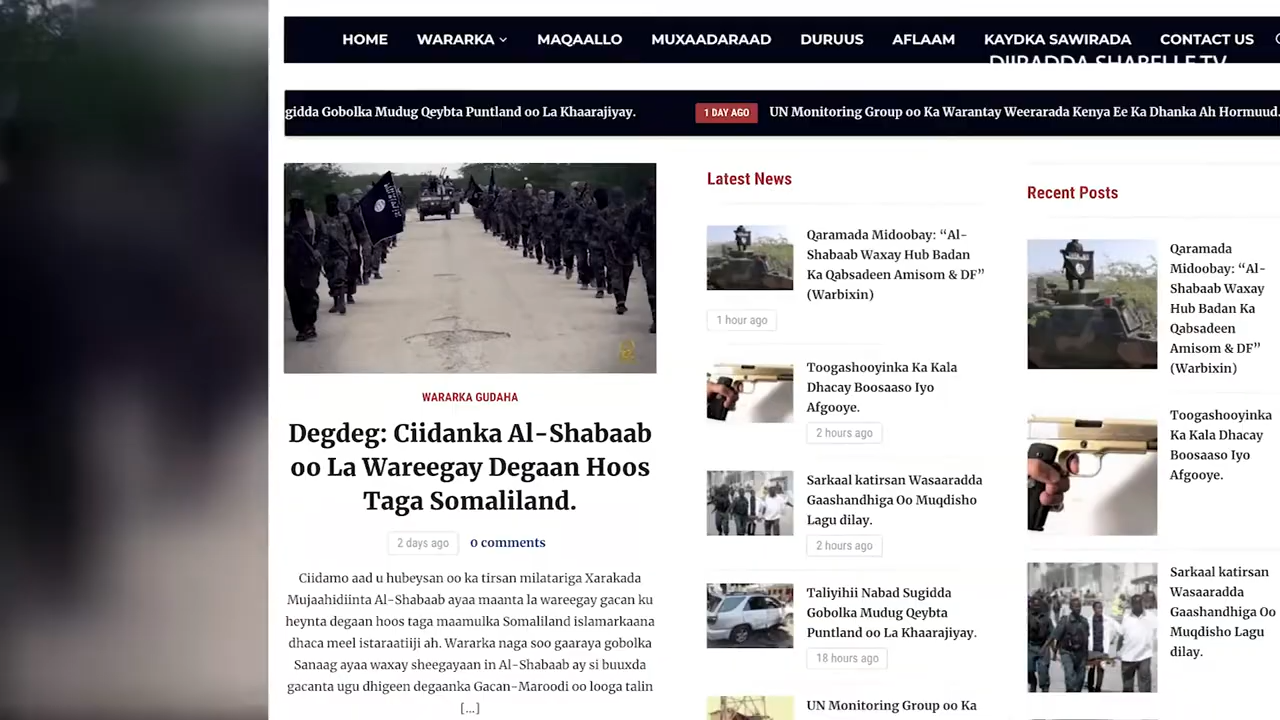 HOME WARARKA MAQAALLO MUXAADARAAD DURUUS AFLAAM KAYDKA SAWIRADA CONTACT US
DIIRADDA SHABELLE TV
gidda Gobolka Mudug Qeybta Puntland oo La Khaarajiyay. 1 DAY AGO UN Monitoring Group oo Ka Warantay Weerarada Kenya Ee Ka Dhanka Ah Hormuud.
WARARKA GUDAHA
Degdeg: Ciidanka Al-Shabaab
oo La Wareegay Degaan Hoos
Taga Somaliland.
2 days ago 0 comments
Ciidamo aad u hubeysan oo ka tirsan milatariga Xarakada
Mujaahidiinta Al-Shabaab ayaa maanta la wareegay gacan ku
heynta degaan hoos taga maamulka Somaliland islamarkaana
dhaca meel istaraatiiji ah. Wararka naga soo gaaraya gobolka
Sanaag ayaa waxay sheegayaan in Al-Shabaab ay si buuxda
gacanta ugu dhigeen degaanka Gacan-Maroodi oo looga talin
[...]
Latest News
Qaramada Midoobay: “Al-
Shabaab Waxay Hub Badan
Ka Qabsadeen Amisom & DF”
(Warbixin)
1 hour ago
Toogashooyinka Ka Kala
Dhacay Boosaaso Iyo
Afgooye.
2 hours ago
Sarkaal katirsan Wasaaradda
Gaashandhiga Oo Muqdisho
Lagu dilay.
2 hours ago
Taliyihii Nabad Sugidda
Gobolka Mudug Qeybta
Puntland oo La Khaarajiyay.
18 hours ago
UN Monitoring Group oo Ka
Recent Posts
Qaramada
Midoobay: “Al-
Shabaab Waxay
Hub Badan Ka
Qabsadeen
Amisom & DF”
(Warbixin)
Toogashooyinka
Ka Kala Dhacay
Boosaaso Iyo
Afgooye.
Sarkaal katirsan
Wasaaradda
Gaashandhiga Oo
Muqdisho Lagu
dilay.